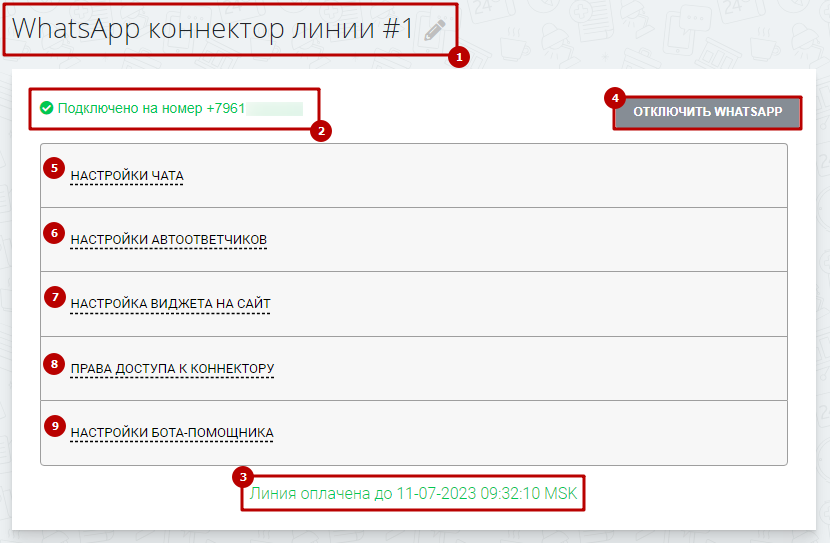 WhatsApp коннектор линии #1
1
Подключено на номер +7961
2
4
ОТКЛЮЧИТЬ WHATSAPP
5
НАСТРОЙКИ ЧАТА
6
НАСТРОЙКИ АВТООТВЕТЧИКОВ
7
НАСТРОЙКА ВИДЖЕТА НА САЙТ
8
ПРАВА ДОСТУПА К КОННЕКТОРУ
9
НАСТРОЙКИ БОТА-ПОМОЩНИКА
3
Линия оплачена до 11-07-2023 09:32:10 MSK